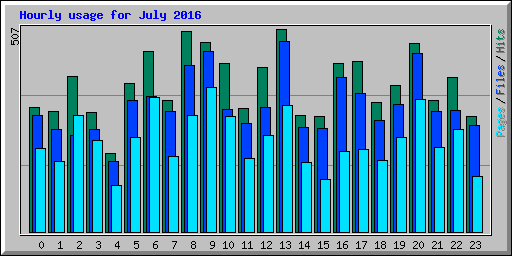 Hourly usage for July 2016
507
Pages / Files / Hits
0 1 2 3 4 5 6 7 8 9 10 11 12 13 14 15 16 17 18 19 20 21 22 23